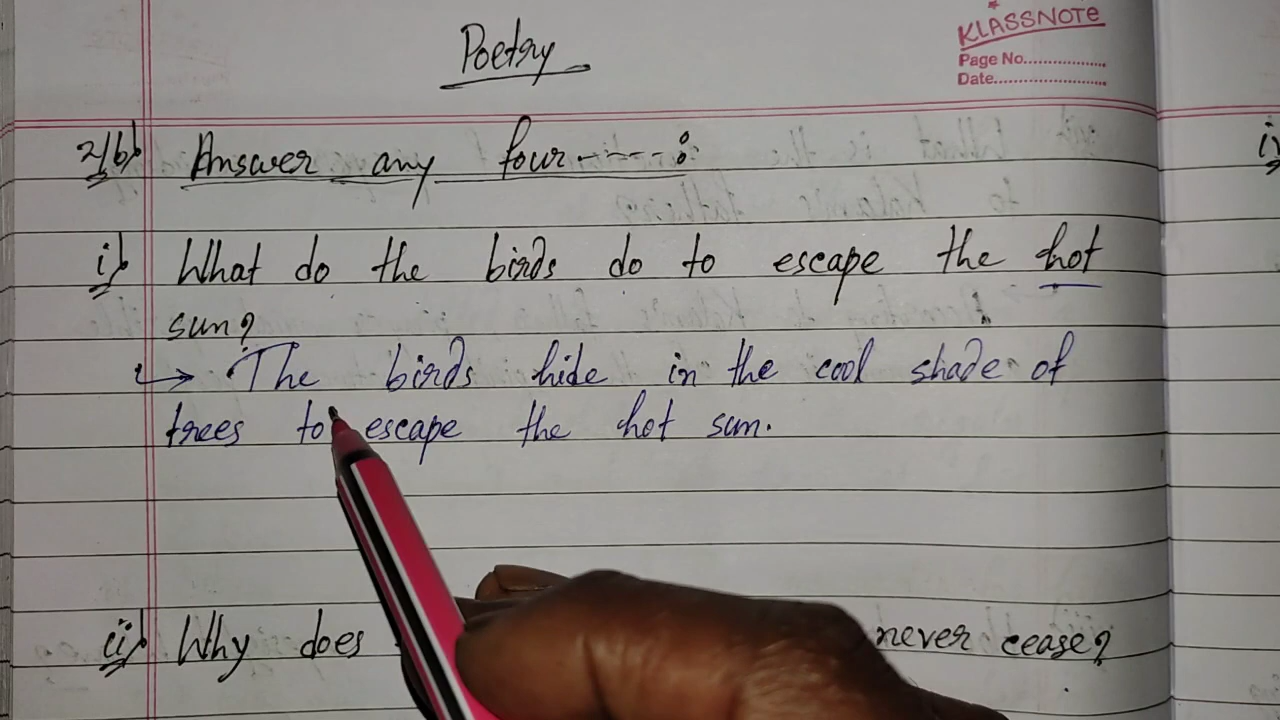 KLASSNOTE
Page No..................
Date.......................
Poetry
2/b) Answer any four-----:
i) What do the birds do to escape the hot
sun?
↳ The birds hide in the cool shade of
trees to escape the hot sun.
ii) Why does never cease?